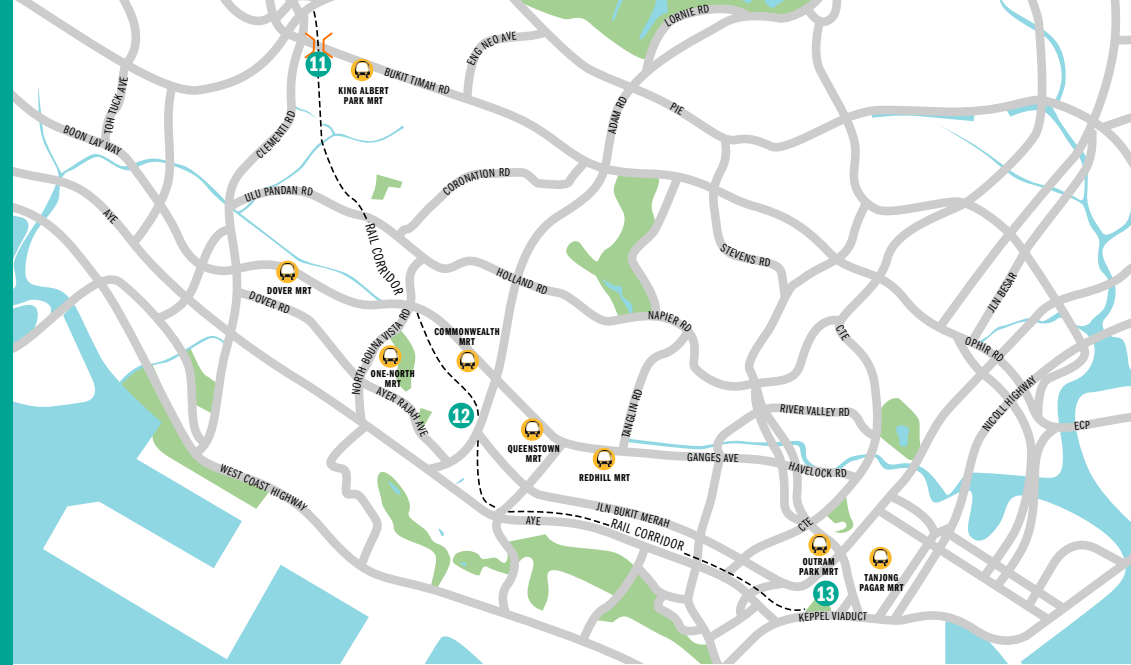 LORNIE RD
ENG NEO AVE
11
KING ALBERT
PARK MRT
BUKIT TIMAH RD
TOH TUCK AVE
ADAM RD
PIE
BOON LAY WAY
CLEMENTI RD
CORONATION RD
ULU PANDAN RD
AYE
RAIL CORRIDOR
STEVENS RD
DOVER MRT
HOLLAND RD
JLN BESAR
DOVER RD
NORTH BOUNA VISTA RD
COMMONWEALTH
MRT
NAPIER RD
CTE
OPHIR RD
ONE-NORTH
MRT
AYER RAJAH AVE
12
TANGLIN RD
RIVER VALLEY RD
NICOLL HIGHWAY
ECP
QUEENSTOWN
MRT
GANGES AVE
HAVELOCK RD
REDHILL MRT
WEST COAST HIGHWAY
JLN BUKIT MERAH
AYE
RAIL CORRIDOR
CTE
OUTRAM
PARK MRT
TANJONG
PAGAR MRT
13
KEPPEL VIADUCT